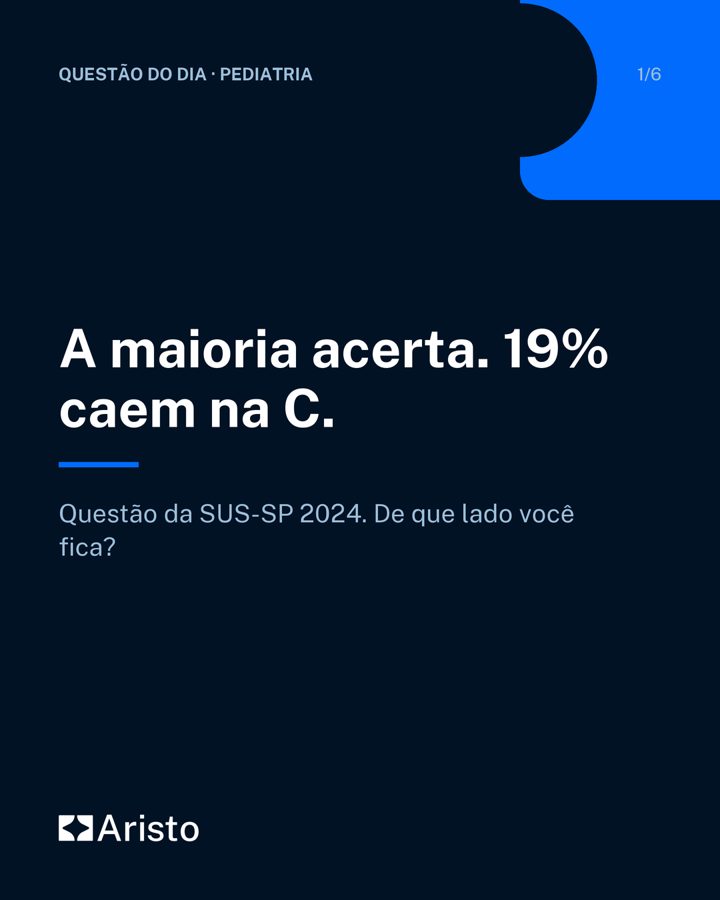 QUESTÃO DO DIA · PEDIATRIA
1/6
A maioria acerta. 19%
caem na C.
Questão da SUS-SP 2024. De que lado você
fica?
Aristo